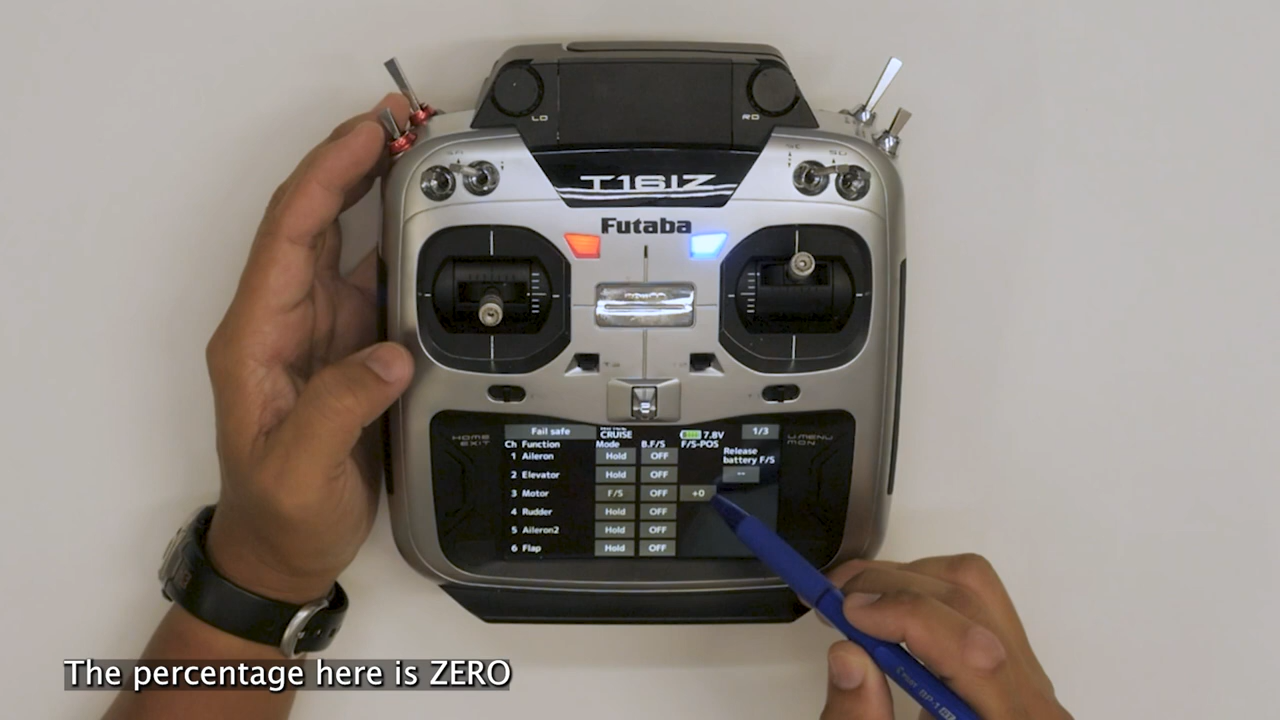 LD
RD
T16IZ
Futaba
HOME
EXIT
U.MENU
MON
Fail safe
CRUISE
7.8V
1/3
Ch Function Mode B.F/S F/S-POS
Release
battery F/S
--
1 Aileron Hold OFF
2 Elevator Hold OFF
3 Motor F/S OFF +0
4 Rudder Hold OFF
5 Aileron2 Hold OFF
6 Flap Hold OFF
The percentage here is ZERO